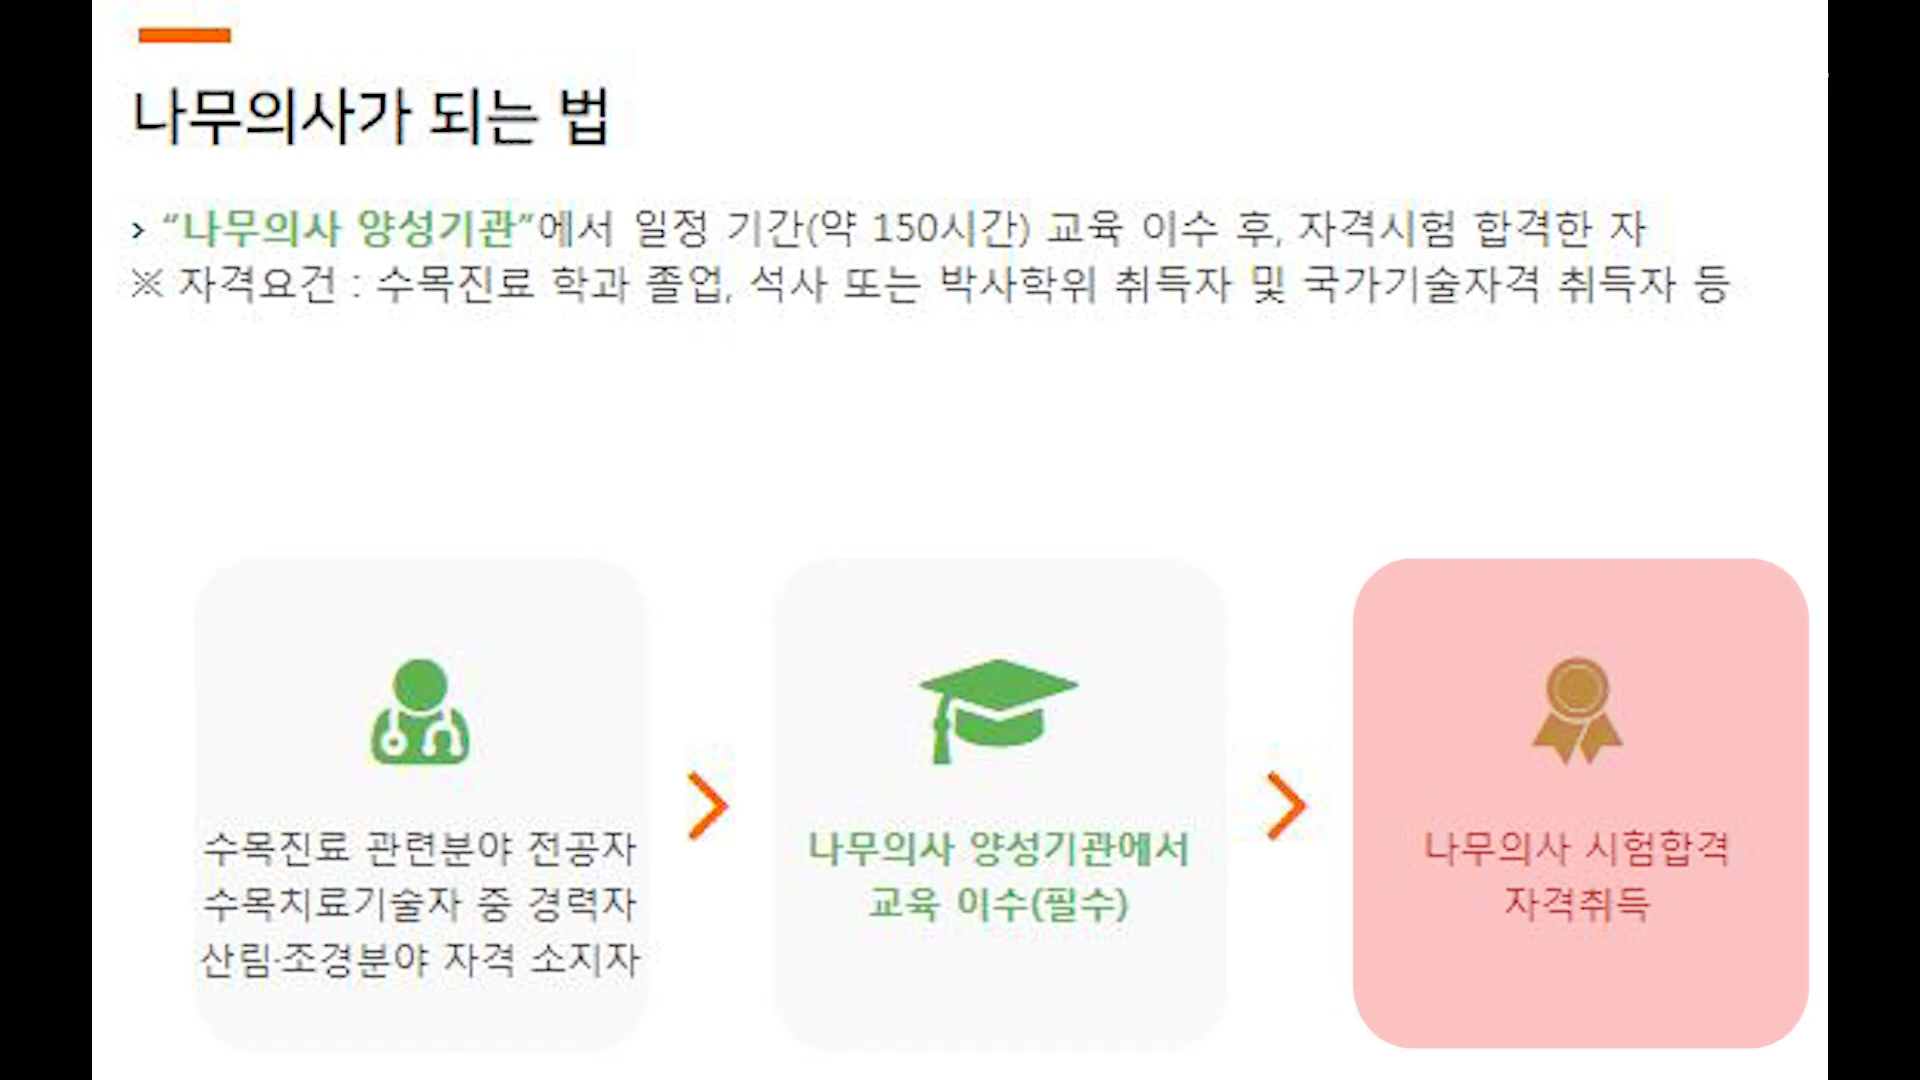 나무의사가 되는 법
› “나무의사 양성기관”에서 일정 기간(약 150시간) 교육 이수 후, 자격시험 합격한 자
※ 자격요건 : 수목진료 학과 졸업, 석사 또는 박사학위 취득자 및 국가기술자격 취득자 등
수목진료 관련분야 전공자
수목치료기술자 중 경력자
산림·조경분야 자격 소지자
나무의사 양성기관에서
교육 이수(필수)
나무의사 시험합격
자격취득